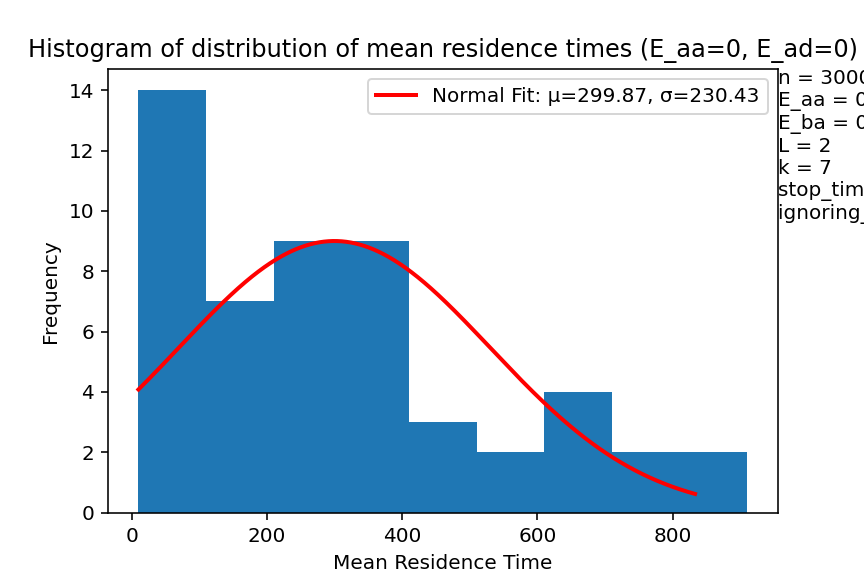 Histogram of distribution of mean residence times (E_aa=0, E_ad=0)
Normal Fit: μ=299.87, σ=230.43
n = 3000
E_aa = 0
E_ba = 0
L = 2
k = 7
stop_tim
ignoring_
14
12
10
8
6
4
2
0
Frequency
0 200 400 600 800
Mean Residence Time